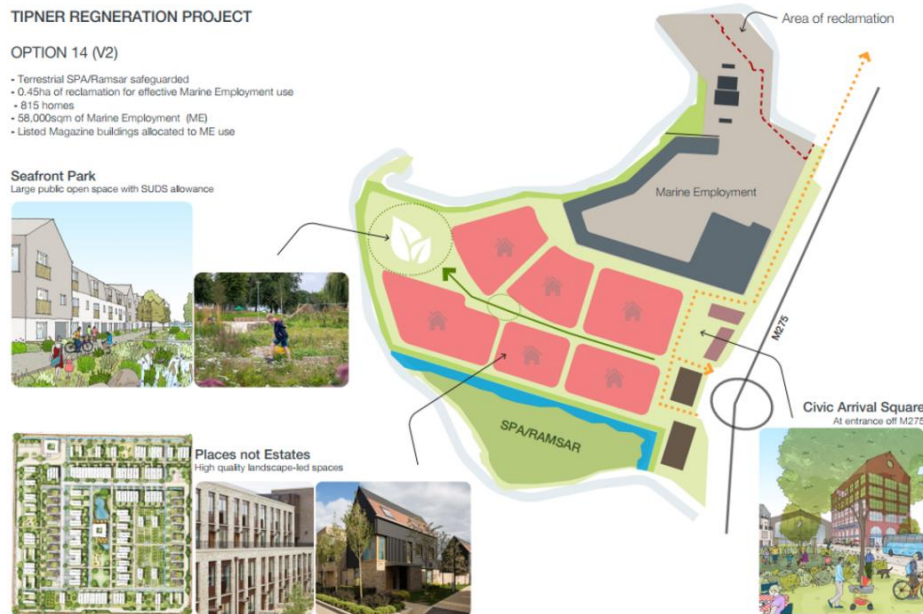 TIPNER REGNERATION PROJECT
OPTION 14 (V2)
- Terrestrial SPA/Ramsar safeguarded
- 0.45ha of reclamation for effective Marine Employment use
- 815 homes
- 58,000sqm of Marine Employment (ME)
- Listed Magazine buildings allocated to ME use
Area of reclamation
Seafront Park
Large public open space with SUDS allowance
Marine Employment
M275
SPA/RAMSAR
Civic Arrival Square
At entrance off M275
Places not Estates
High quality landscape-led spaces